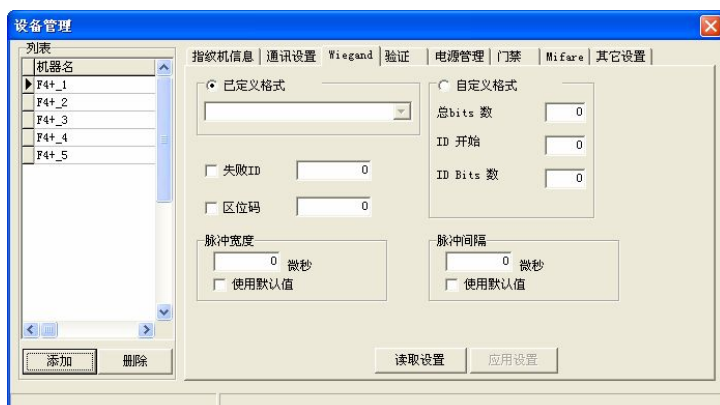 设备管理
列表
机器名
F4+_1
F4+_2
F4+_3
F4+_4
F4+_5
添加 删除
指纹机信息 通讯设置 Wiegand 验证 电源管理 门禁 Mifare 其它设置
已定义格式
失败ID 0
区位码 0
自定义格式
总bits 数 0
ID 开始 0
ID Bits 数 0
脉冲宽度
0 微秒
使用默认值
脉冲间隔
0 微秒
使用默认值
读取设置 应用设置